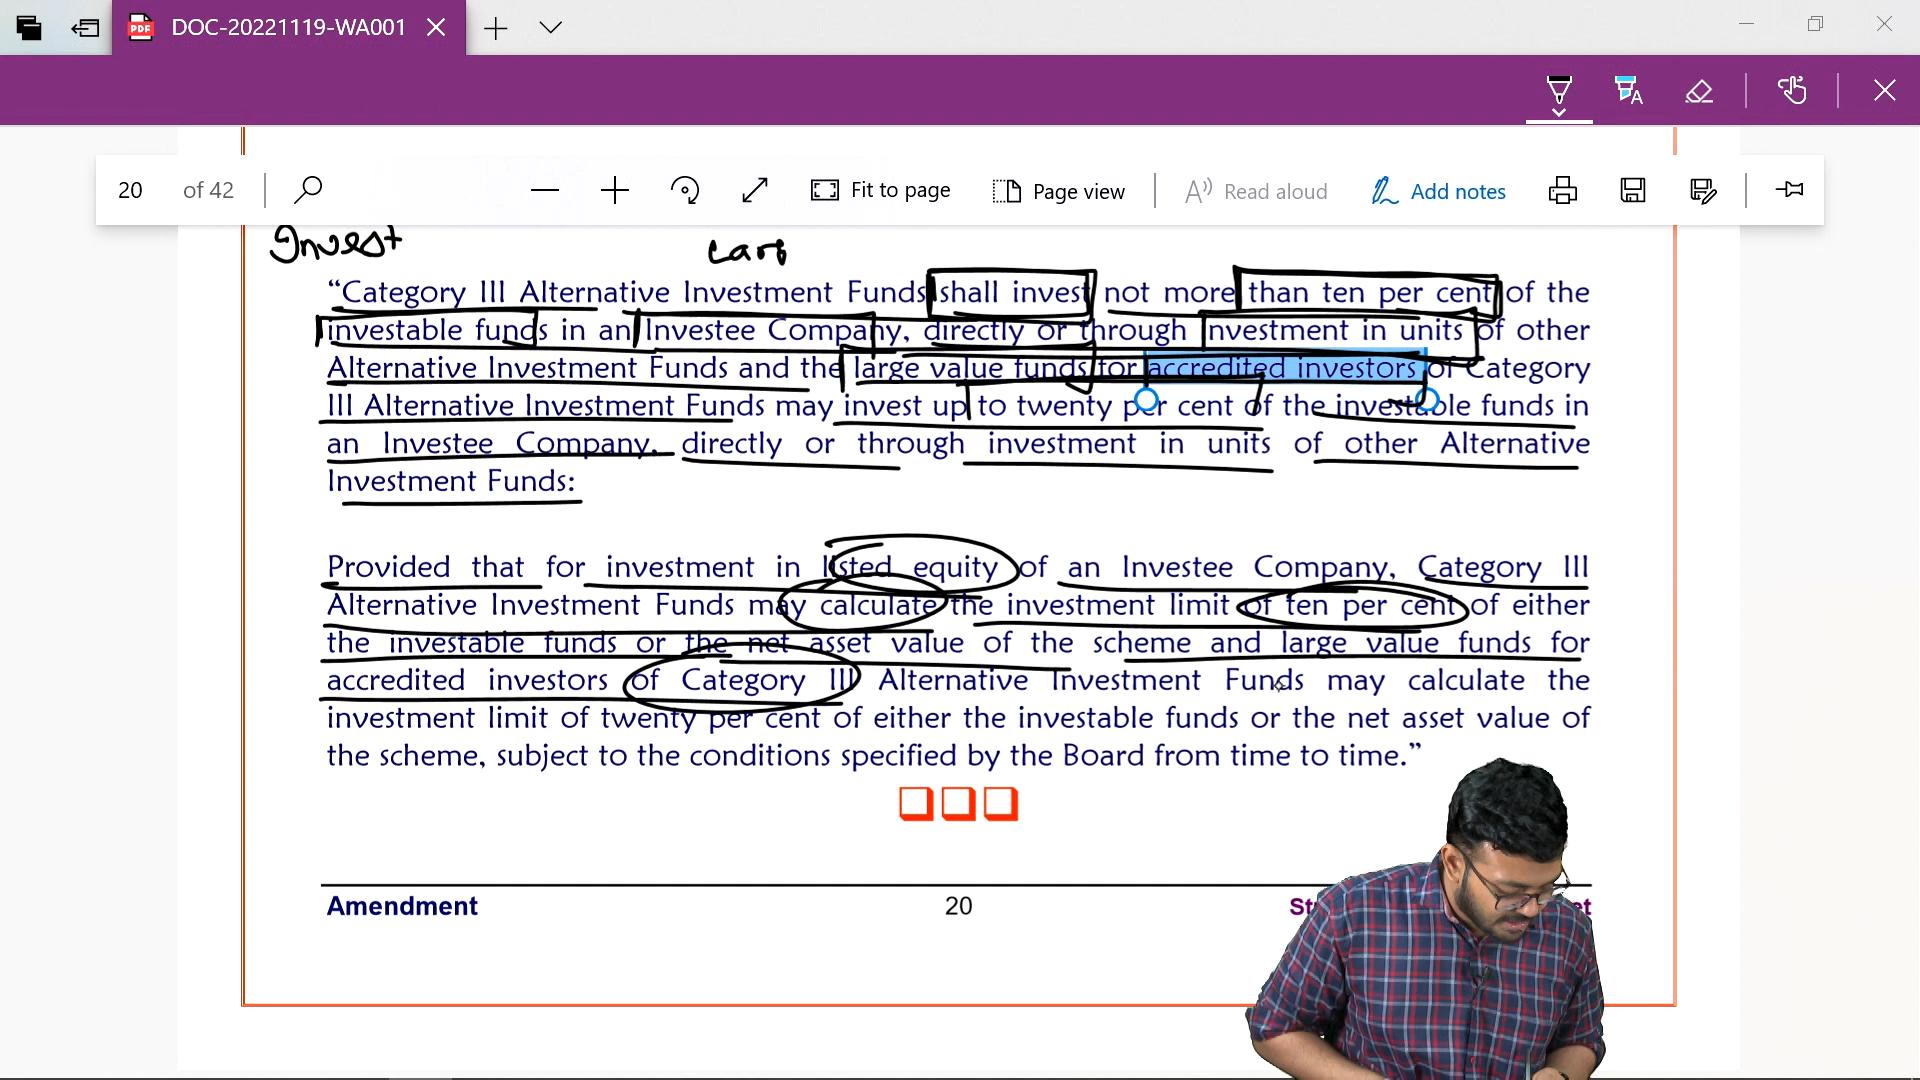 DOC-20221119-WA001
20 of 42 Fit to page Page view Read aloud Add notes
Invest
“Category III Alternative Investment Funds shall invest not more than ten per cent of the
investable fund in an Investee Company, directly or through investment in units of other
Alternative Investment Funds and the large value funds for accredited investors of Category
III Alternative Investment Funds may invest up to twenty per cent of the investable funds in
an Investee Company, directly or through investment in units of other Alternative
Investment Funds:
Provided that for investment in listed equity of an Investee Company, Category III
Alternative Investment Funds may calculate the investment limit of ten per cent of either
the investable funds or the net asset value of the scheme and large value funds for
accredited investors of Category III Alternative Investment Funds may calculate the
investment limit of twenty per cent of either the investable funds or the net asset value of
the scheme, subject to the conditions specified by the Board from time to time.”
Amendment 20